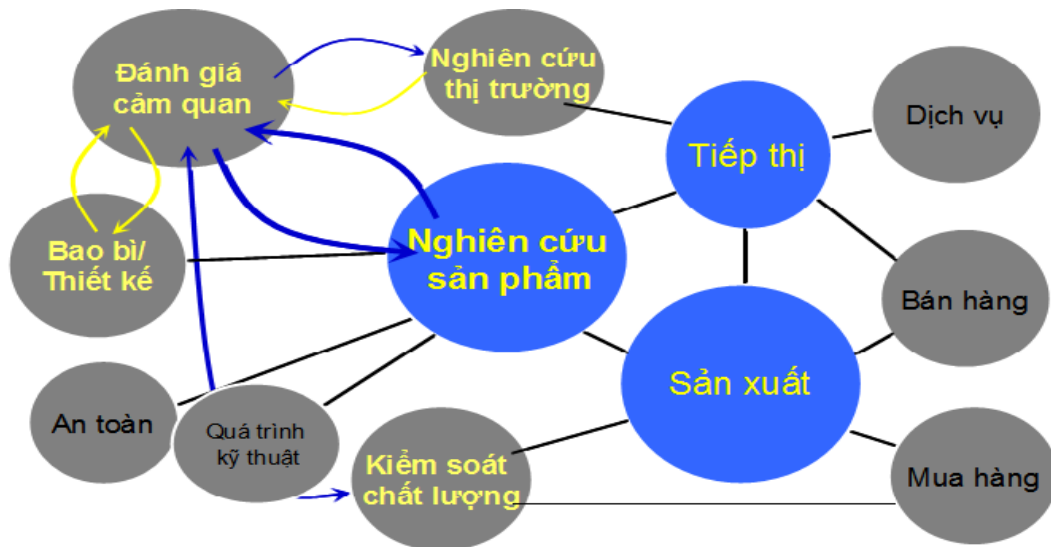 Đánh giá
cảm quan
Nghiên cứu
thị trường
Tiếp thị
Dịch vụ
Bao bì/
Thiết kế
Nghiên cứu
sản phẩm
Bán hàng
Sản xuất
An toàn
Quá trình
kỹ thuật
Kiểm soát
chất lượng
Mua hàng